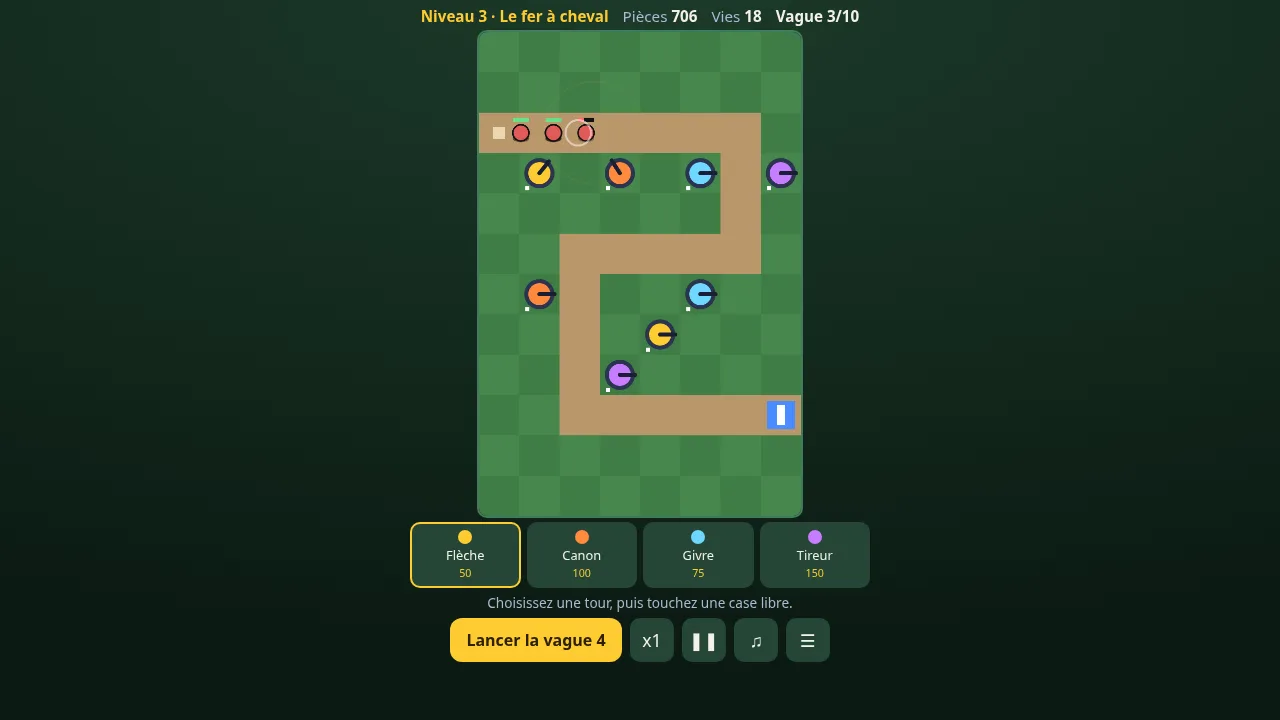 Niveau 3 · Le fer à cheval Pièces 706 Vies 18 Vague 3/10
Flèche
50
Canon
100
Givre
75
Tireur
150
Choisissez une tour, puis touchez une case libre.
Lancer la vague 4
x1